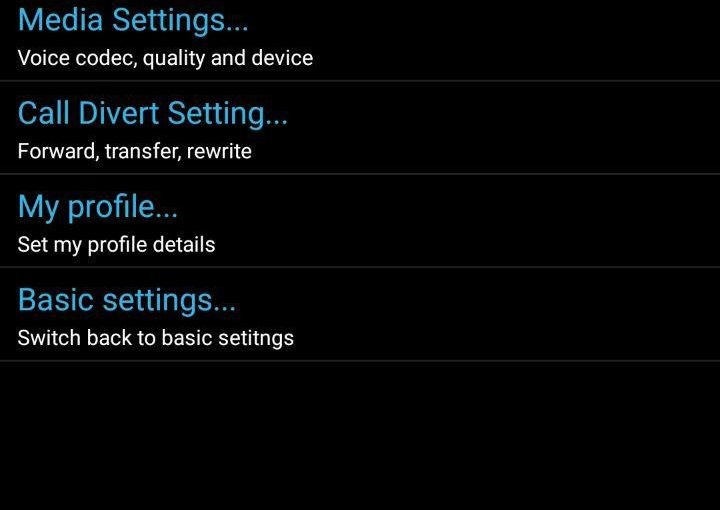 Media Settings...
Voice codec, quality and device
Call Divert Setting...
Forward, transfer, rewrite
My profile...
Set my profile details
Basic settings...
Switch back to basic setitngs